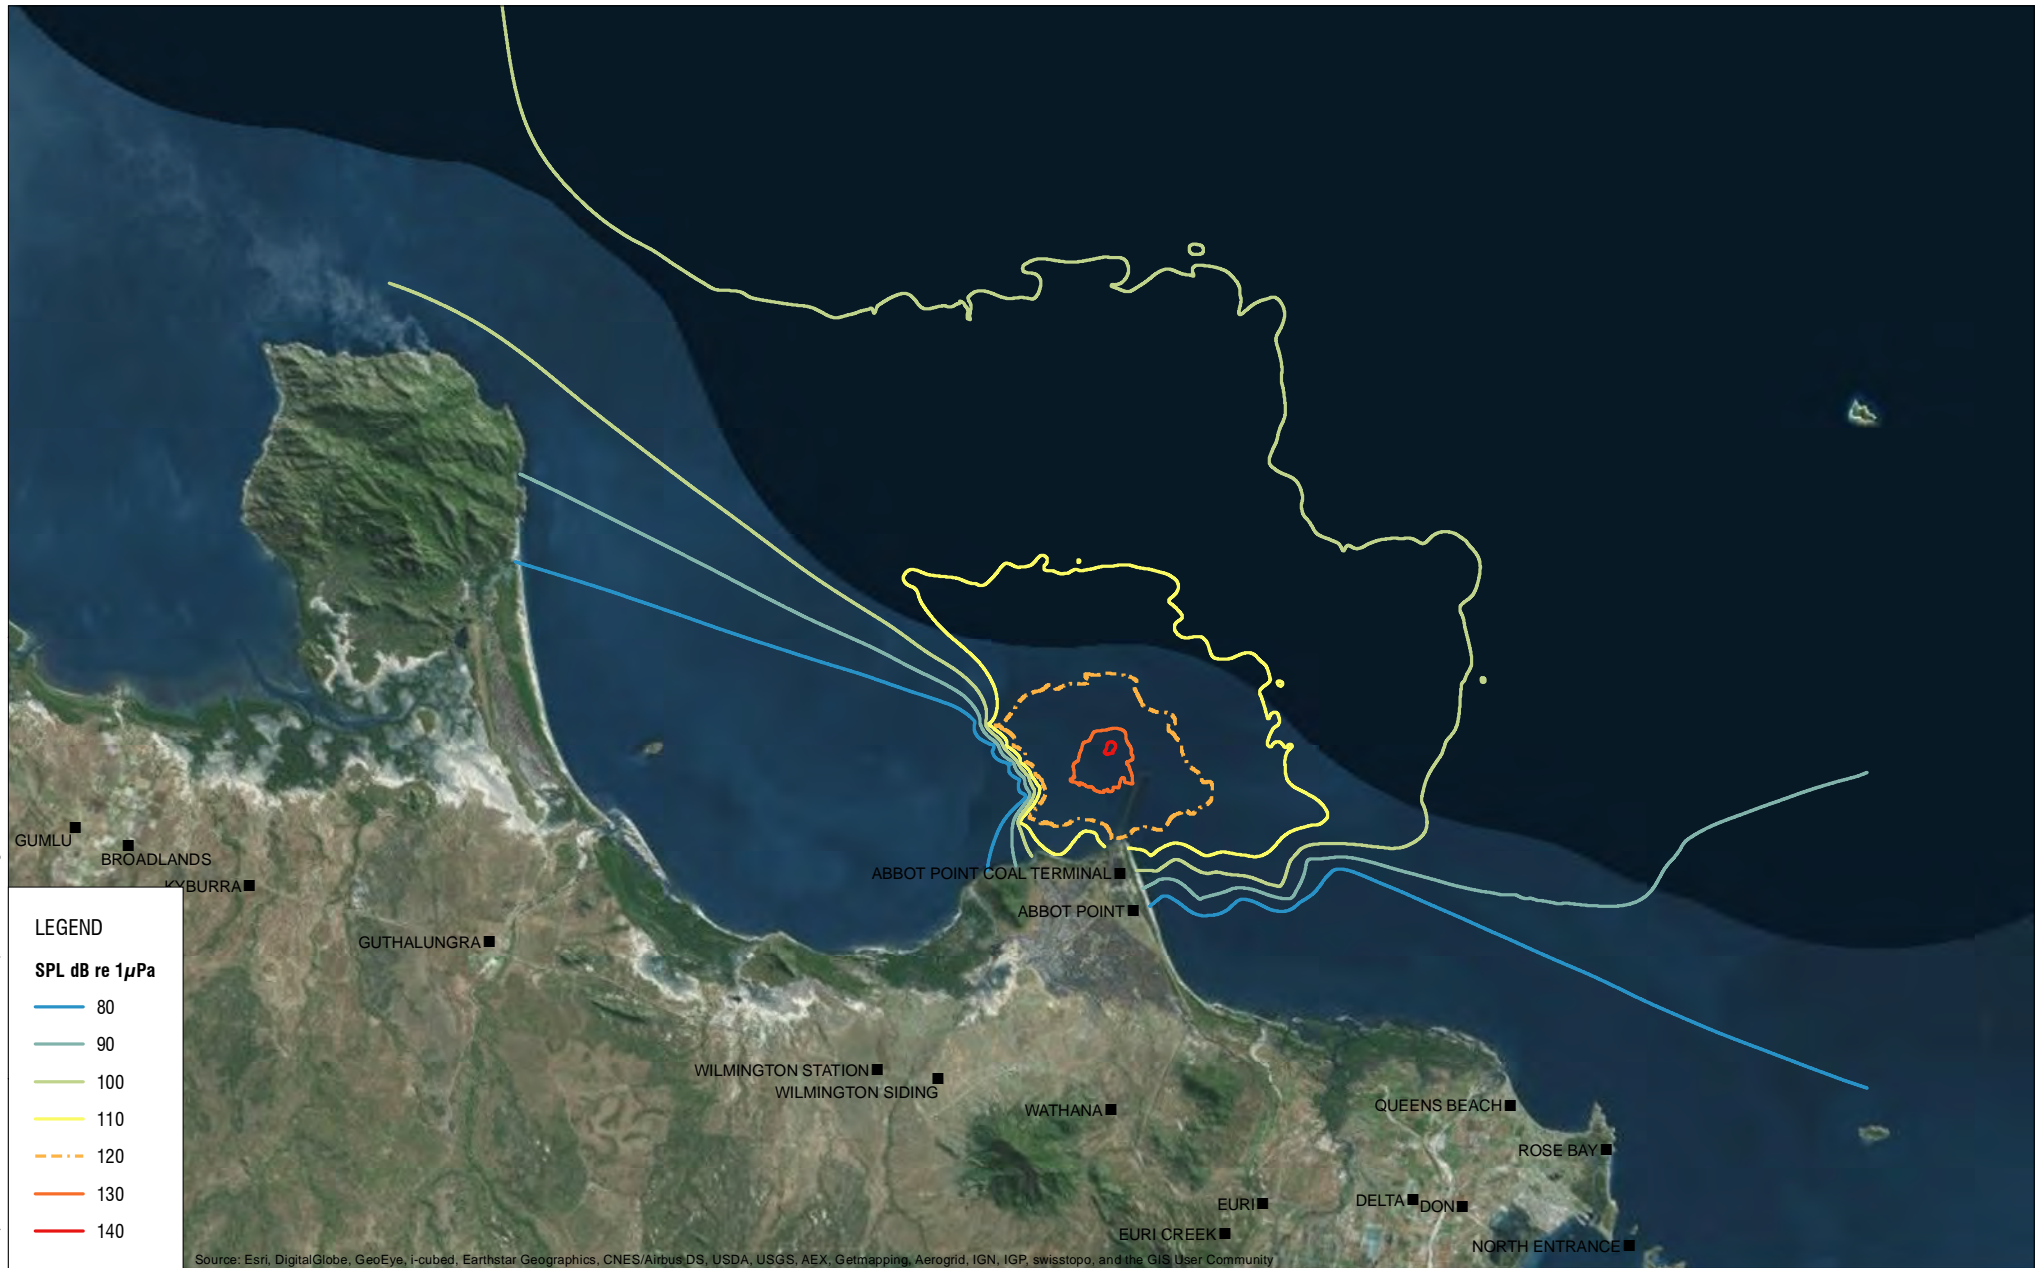 GUMLU
BROADLANDS
KYBURRA
ABBOT POINT COAL TERMINAL
ABBOT POINT
GUTHALUNGRA
WILMINGTON STATION
WILMINGTON SIDING
WATHANA
QUEENS BEACH
ROSE BAY
EURI
DELTA
DON
EURI CREEK
NORTH ENTRANCE
LEGEND
SPL dB re 1µPa
80
90
100
110
120
130
140
Source: Esri, DigitalGlobe, GeoEye, i-cubed, Earthstar Geographics, CNES/Airbus DS, USDA, USGS, AEX, Getmapping, Aerogrid, IGN, IGP, swisstopo, and the GIS User Community